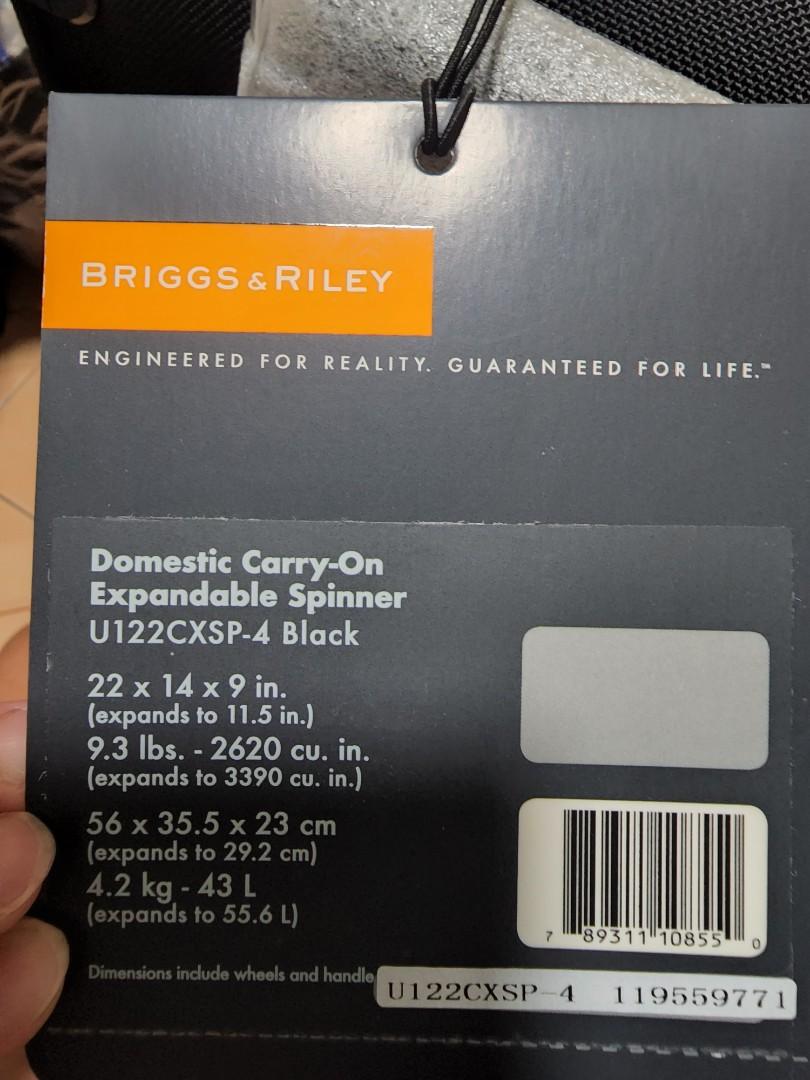 BRIGGS & RILEY
ENGINEERED FOR REALITY. GUARANTEED FOR LIFE.™
Domestic Carry-On
Expandable Spinner
U122CXSP-4 Black
22 x 14 x 9 in.
(expands to 11.5 in.)
9.3 lbs. - 2620 cu. in.
(expands to 3390 cu. in.)
56 x 35.5 x 23 cm
(expands to 29.2 cm)
4.2 kg - 43 L
(expands to 55.6 L)
7 89311 10855 0
Dimensions include wheels and handle
U122CXSP-4 119559771